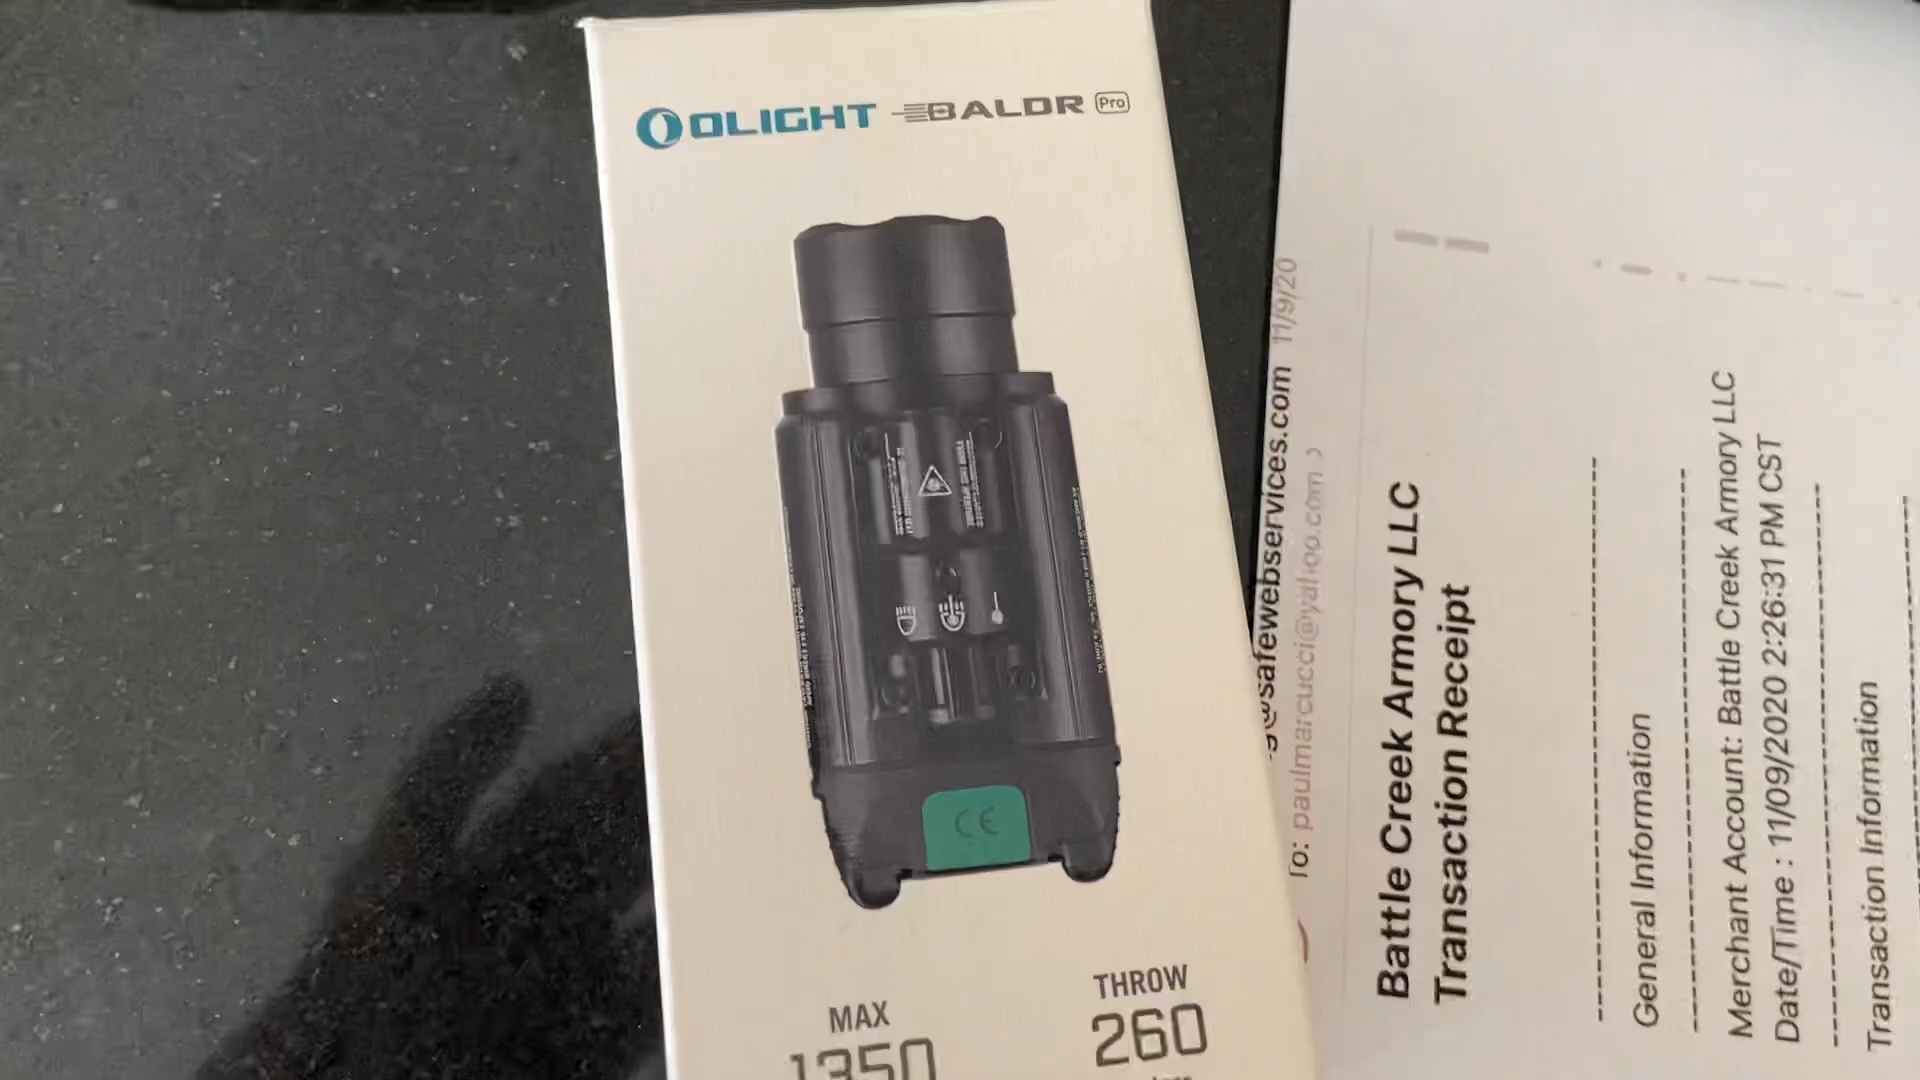 OLIGHT BALDR Pro
CE
MAX
1350
THROW
260
@safewebservices.com 11/9/20
To: paulmarcucci@yahoo.com >
Battle Creek Armory LLC
Transaction Receipt
General Information
Merchant Account: Battle Creek Armory LLC
Date/Time : 11/09/2020 2:26:31 PM CST
Transaction Information